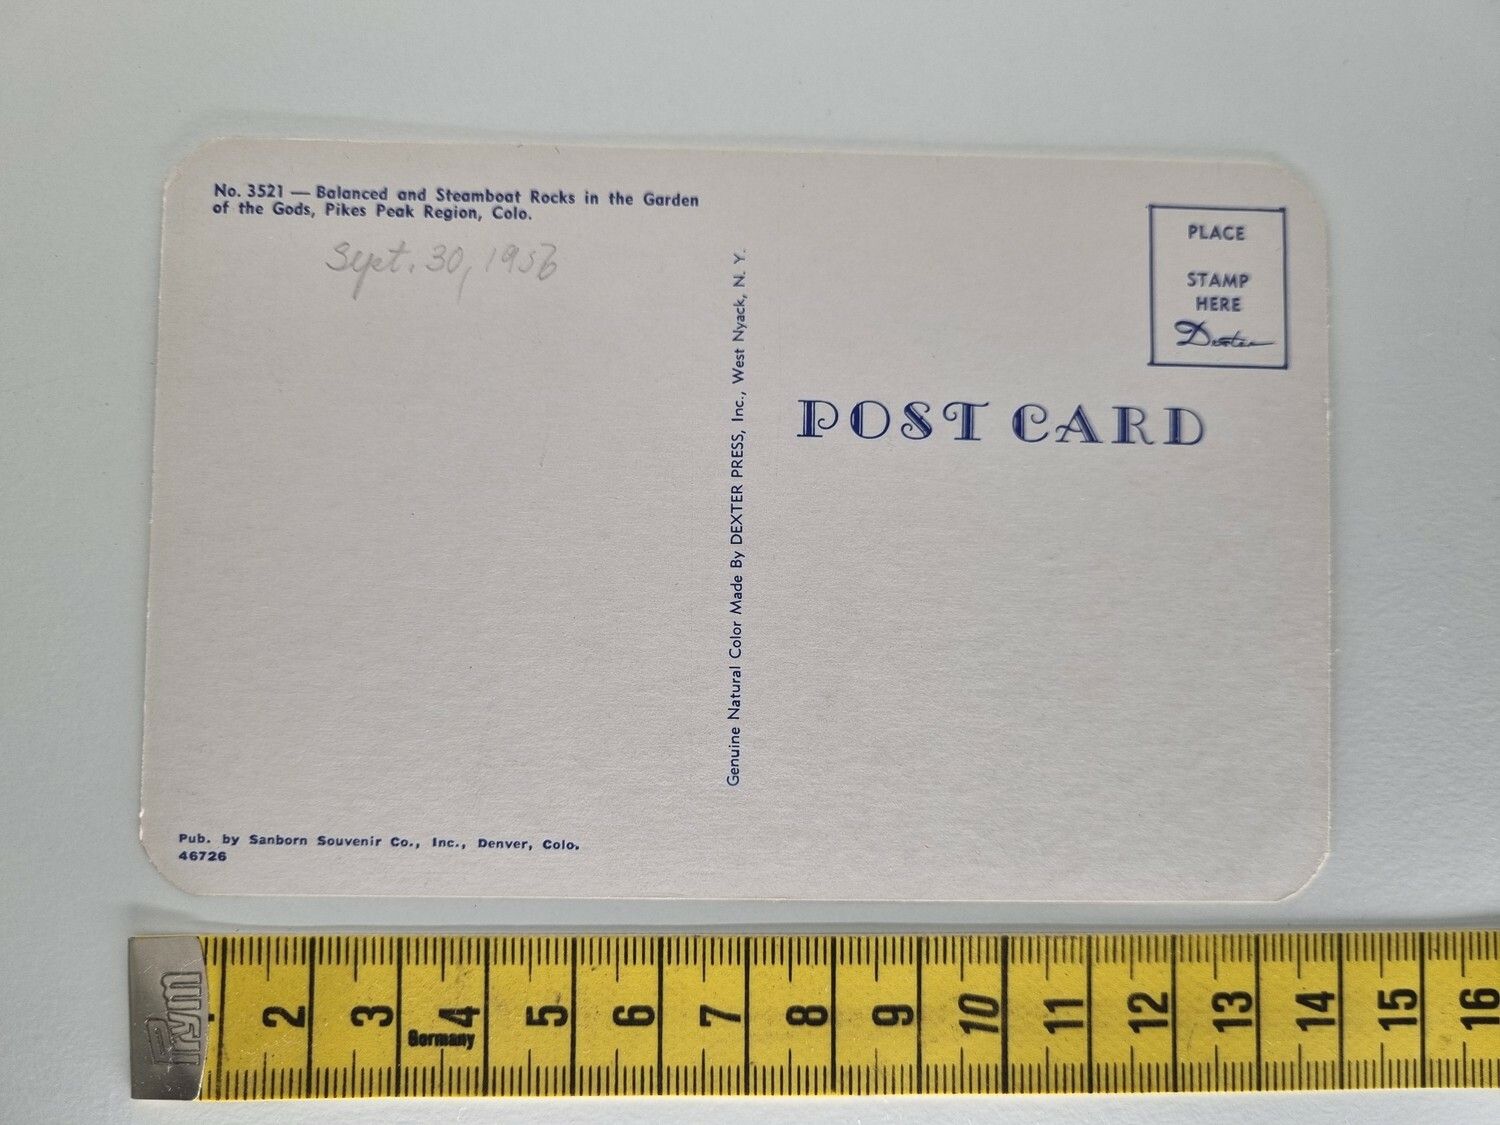 No. 3521 — Balanced and Steamboat Rocks in the Garden
of the Gods, Pikes Peak Region, Colo.
Sept. 30, 1956
Genuine Natural Color Made By DEXTER PRESS, Inc., West Nyack, N. Y.
PLACE
STAMP
HERE
Dexter
POST CARD
Pub. by Sanborn Souvenir Co., Inc., Denver, Colo.
46726
Prym
2 3 4 5 6 7 8 9 10 11 12 13 14 15 16
Germany